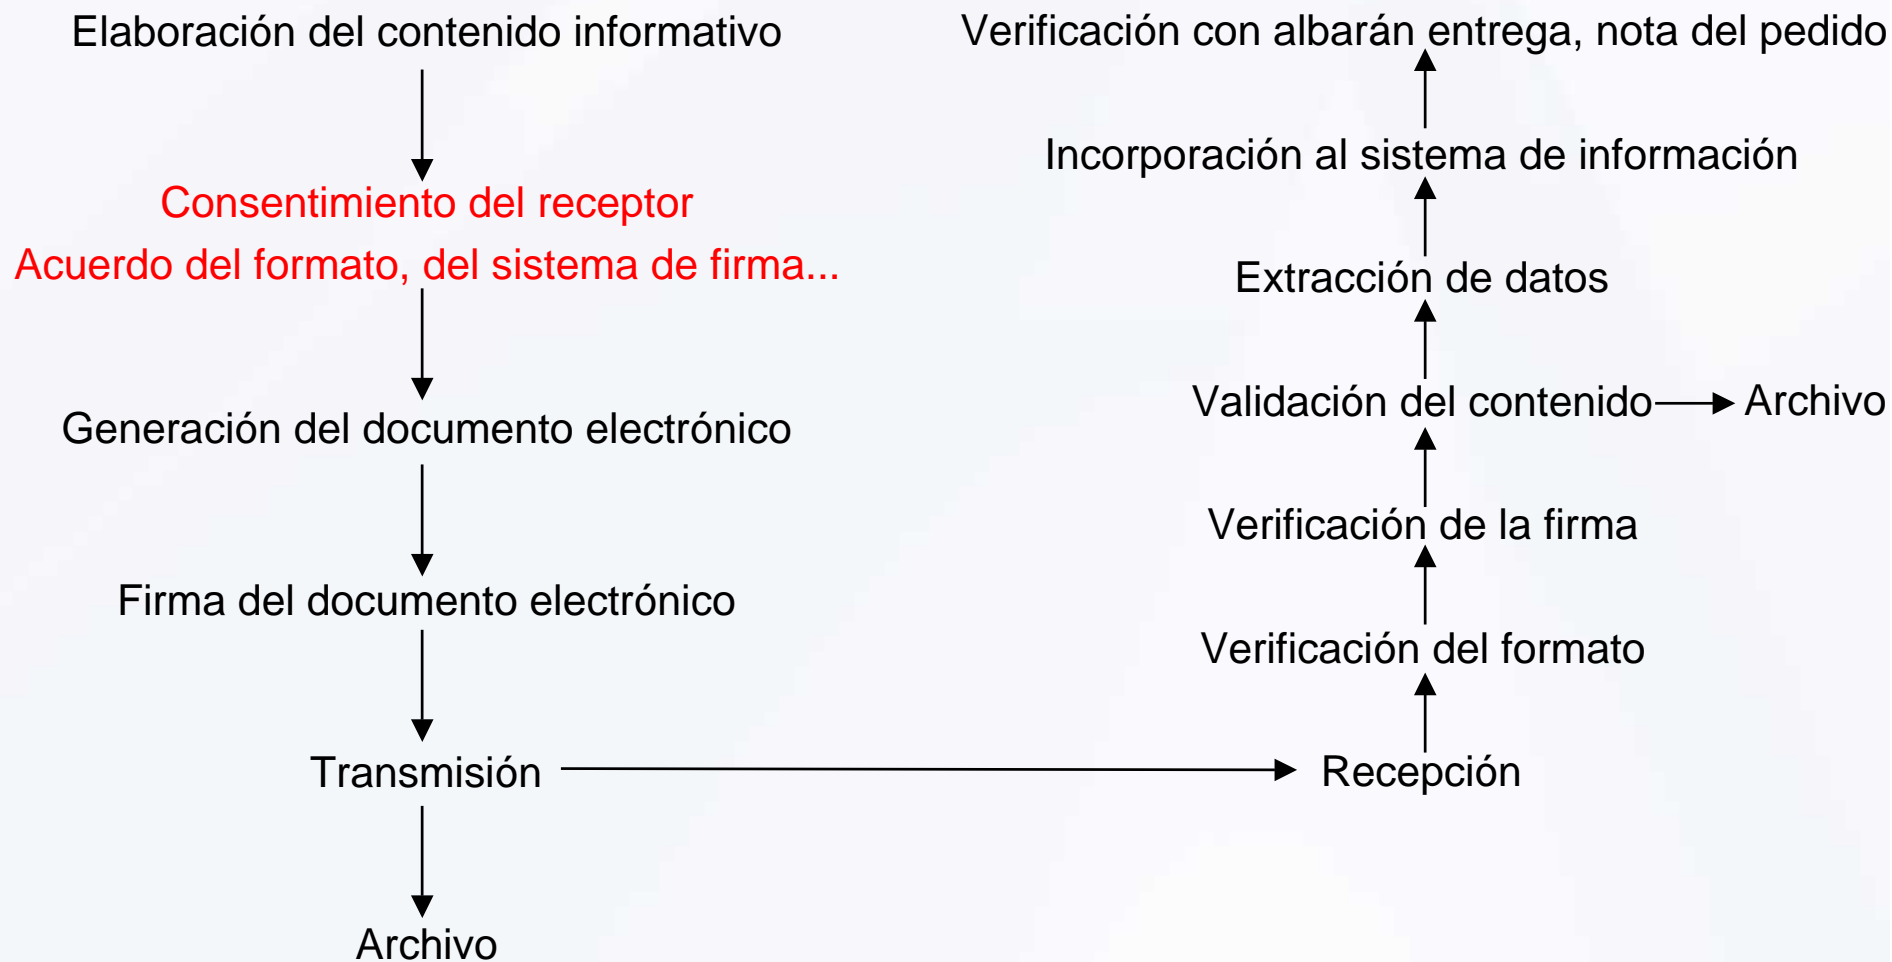 Elaboración del contenido informativo
Consentimiento del receptor
Acuerdo del formato, del sistema de firma...
Generación del documento electrónico
Firma del documento electrónico
Transmisión
Archivo
Verificación con albarán entrega, nota del pedido
Incorporación al sistema de información
Extracción de datos
Validación del contenido
Archivo
Verificación de la firma
Verificación del formato
Recepción